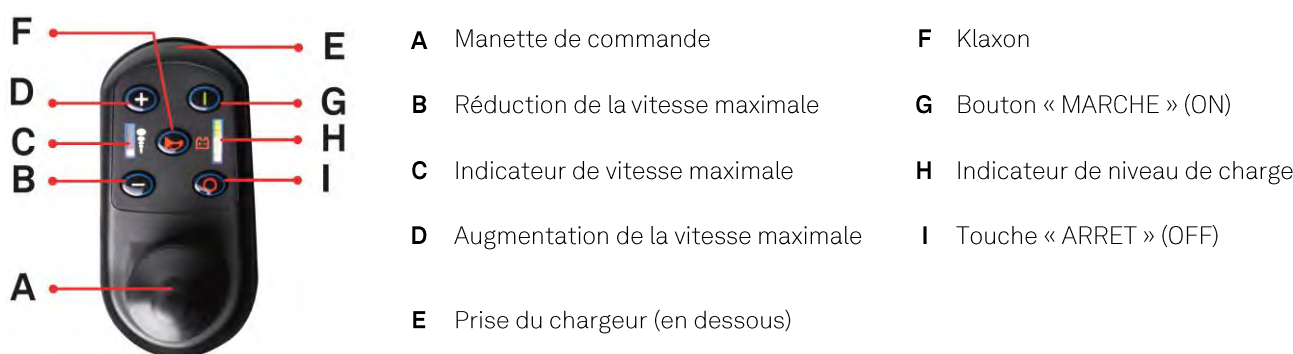 F
E
D
G
C
H
B
I
A
A Manette de commande
B Réduction de la vitesse maximale
C Indicateur de vitesse maximale
D Augmentation de la vitesse maximale
E Prise du chargeur (en dessous)
F Klaxon
G Bouton « MARCHE » (ON)
H Indicateur de niveau de charge
I Touche « ARRET » (OFF)